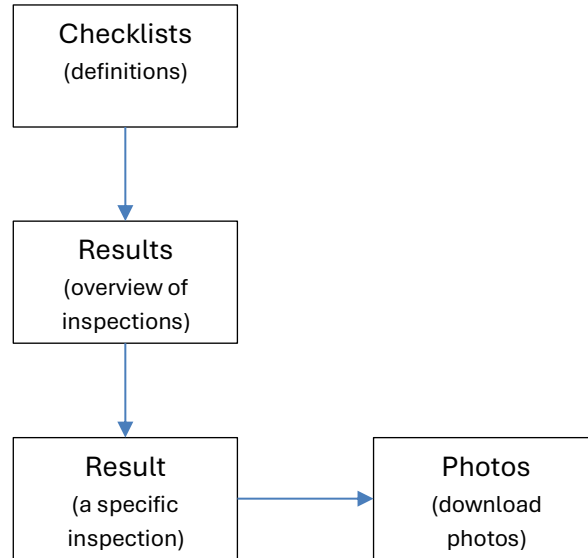 Checklists
(definitions)
Results
(overview of
inspections)
Result
(a specific
inspection)
Photos
(download
photos)